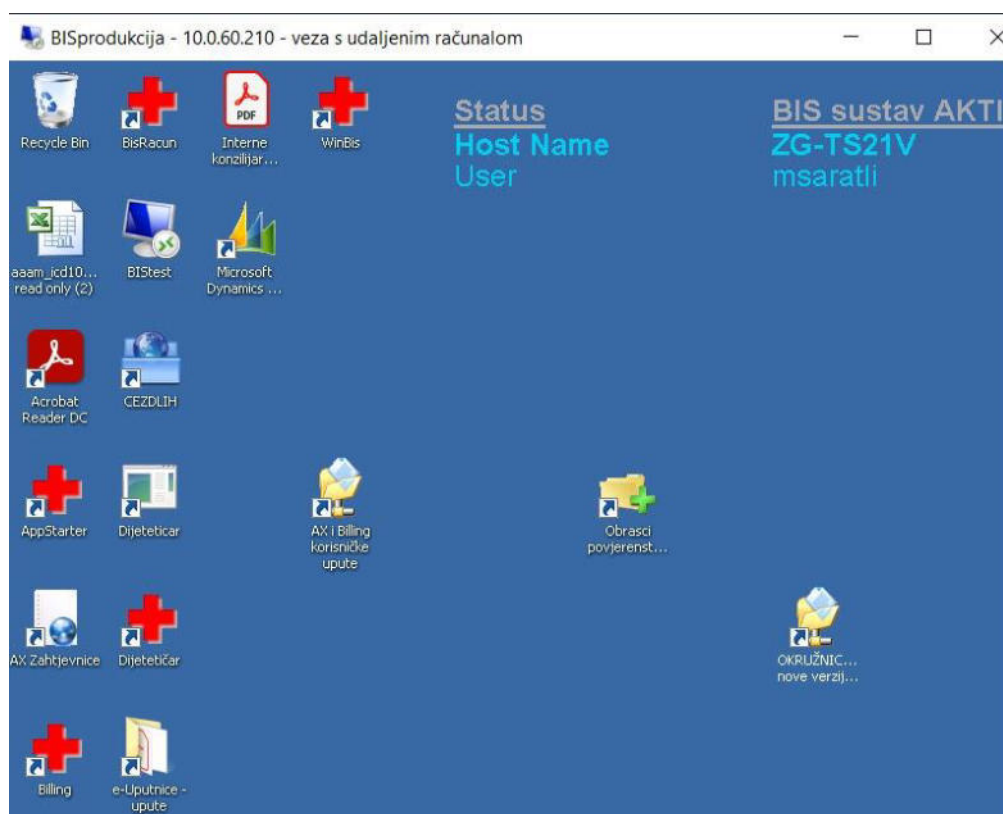 BISprodukcija - 10.0.60.210 - veza s udaljenim računalom
Recycle Bin
BisRacun
Interne
konzilijar...
WinBis
PDF
Status
BIS sustav AKTI
Host Name
ZG-TS21V
User
msaratli
aaam_icd10...
read only (2)
BIStest
Microsoft
Dynamics ...
Acrobat
Reader DC
CEZDLIH
AppStarter
Dijeteticar
AX i Billing
korisničke
upute
Obrasci
povjerenst...
AX Zahtjevnice
Dijetetičar
OKRUŽNIC...
nove verzij...
Billing
e-Uputnice -
upute